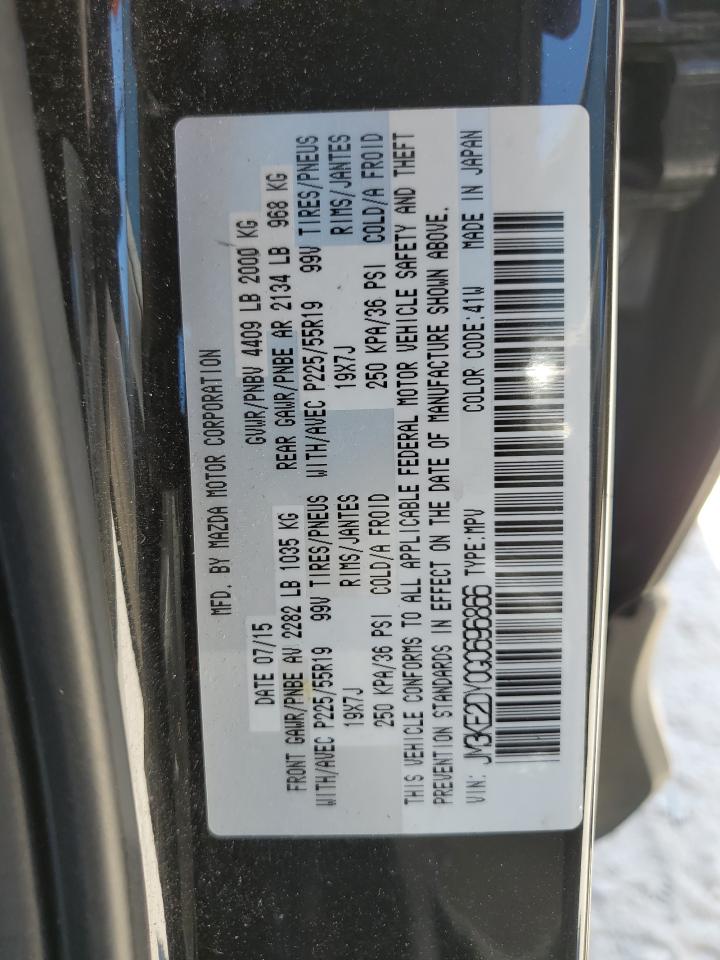 MFD. BY MAZDA MOTOR CORPORATION
DATE 07/15 GVWR/PNBV 4409 LB 2000 KG
FRONT GAWR/PNBE AV 2282 LB 1035 KG REAR GAWR/PNBE AR 2134 LB 968 KG
WITH/AVEC P225/55R19 99V TIRES/PNEUS WITH/AVEC P225/55R19 99V TIRES/PNEUS
19X7J RIMS/JANTES 19X7J RIMS/JANTES
250 KPA/36 PSI COLD/A FROID 250 KPA/36 PSI COLD/A FROID
THIS VEHICLE CONFORMS TO ALL APPLICABLE FEDERAL MOTOR VEHICLE SAFETY AND THEFT
PREVENTION STANDARDS IN EFFECT ON THE DATE OF MANUFACTURE SHOWN ABOVE.
VIN: JM3KE2DY0G0696866 TYPE:MPV COLOR CODE:41W MADE IN JAPAN